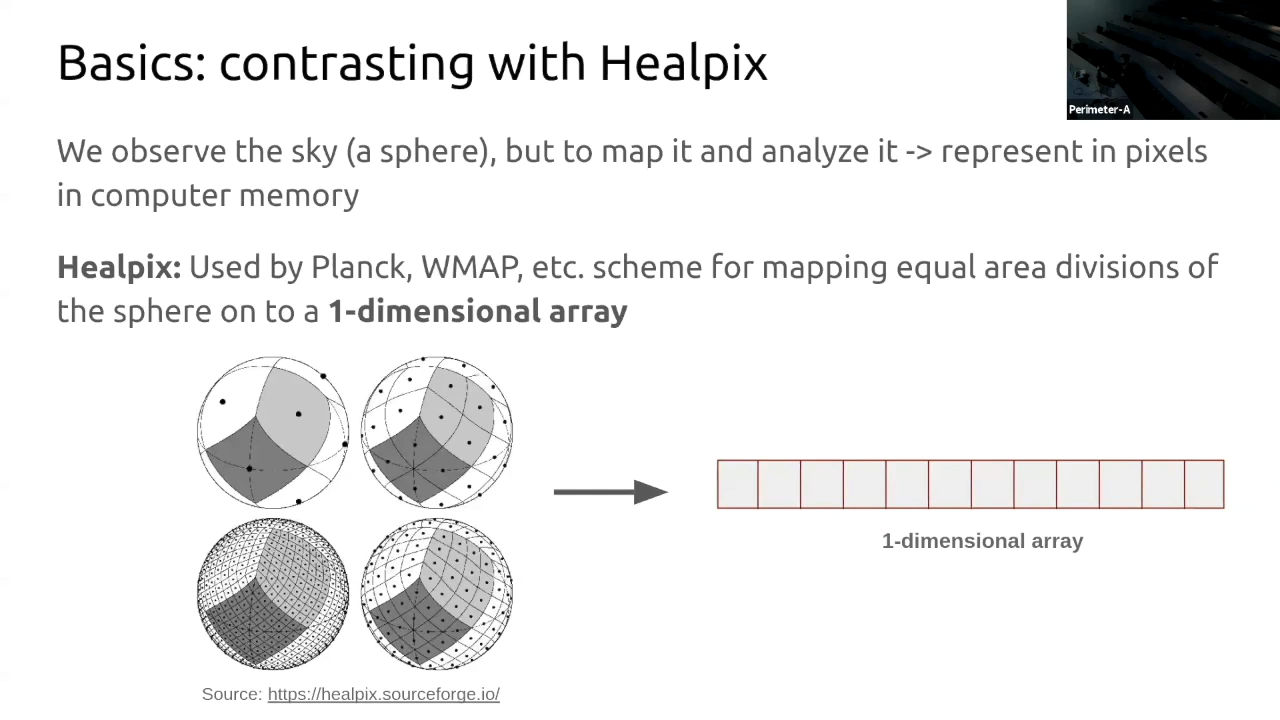 Basics: contrasting with Healpix
Perimeter-A
We observe the sky (a sphere), but to map it and analyze it -> represent in pixels
in computer memory
Healpix: Used by Planck, WMAP, etc. scheme for mapping equal area divisions of
the sphere on to a 1-dimensional array
1-dimensional array
Source: https://healpix.sourceforge.io/